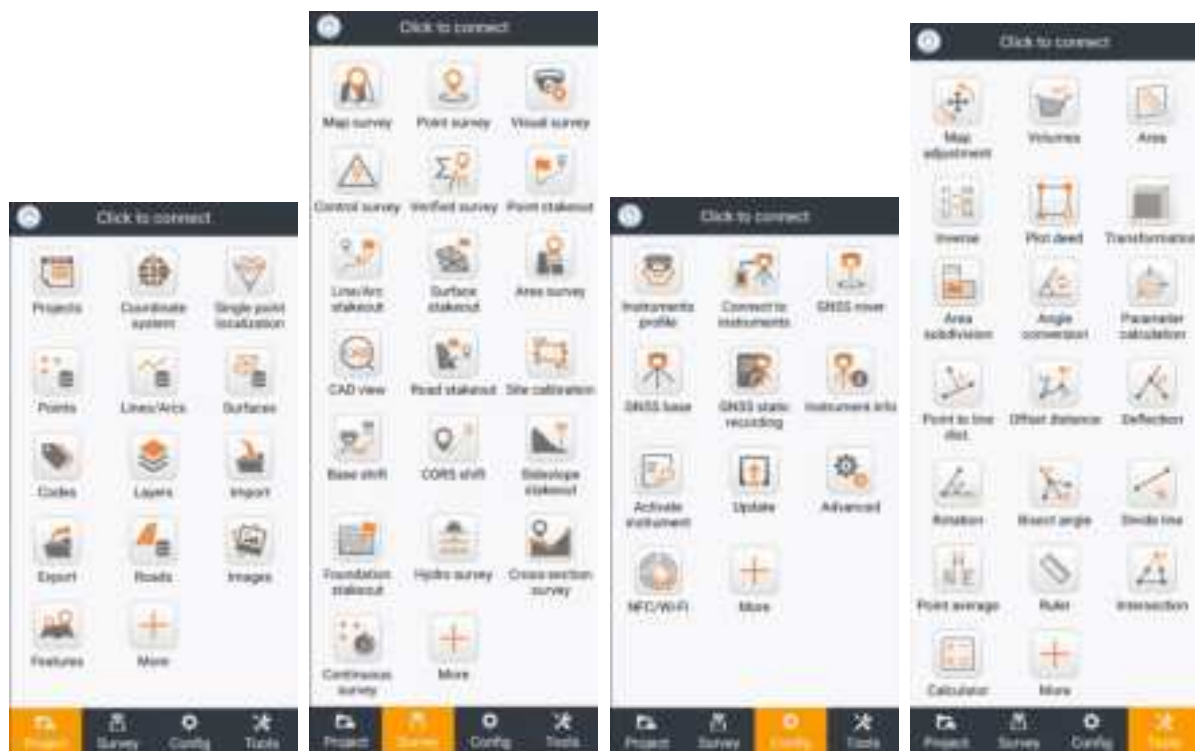 Click to connect
Projects
Coordinate
system
Single point
localization
Points
Lines/Arcs
Surfaces
Codes
Layers
Import
Export
Roads
Images
Features
More
Project
Survey
Config
Tools
Click to connect
Map survey
Point survey
Visual survey
Control survey
Verified survey
Point stakeout
Line/Arc
stakeout
Surface
stakeout
Area survey
CAD
CAD view
Road stakeout
Site calibration
Base shift
CORS shift
Sideslope
stakeout
Foundation
stakeout
Hydro survey
Cross-section
survey
Continuous
survey
More
Project
Survey
Config
Tools
Click to connect
Instruments
profile
Connect to
instruments
GNSS rover
GNSS base
GNSS static
recording
Instrument info
Activate
instrument
Update
Advanced
NFC/Wi-Fi
More
Project
Survey
Config
Tools
Click to connect
Map
adjustment
Volumes
Area
Inverse
Plot deed
Transformation
Area
subdivision
Angle
conversion
Parameter
calculation
Point to line
dist.
Offset distance
Deflection
Rotation
Bisect angle
Divide line
N E
Point average
Ruler
Intersection
Calculator
More
Project
Survey
Config
Tools